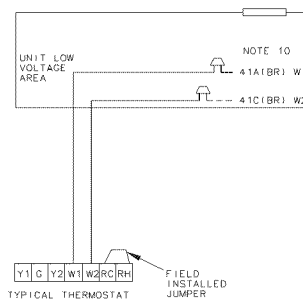 UNIT LOW
VOLTAGE
AREA
NOTE 10
41A(BR) W
41C(BR) W2
Y1 G Y2 W1 W2 RC RH
FIELD
INSTALLED
JUMPER
TYPICAL THERMOSTAT